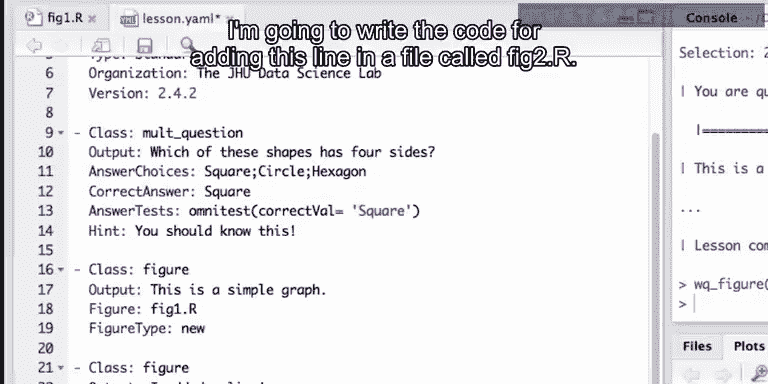 fig1.R
lesson.yaml*
Console
I'm going to write the code for
adding this line in a file called fig2.R.
6 Organization: The JHU Data Science Lab
7 Version: 2.4.2
8
9 - Class: mult_question
10 Output: Which of these shapes has four sides?
11 AnswerChoices: Square;Circle;Hexagon
12 CorrectAnswer: Square
13 AnswerTests: omnitest(correctVal= 'Square')
14 Hint: You should know this!
15
16 - Class: figure
17 Output: This is a simple graph.
18 Figure: fig1.R
19 FigureType: new
20
21 - Class: figure
Selection: 2
| You are qu
|=========
| This is a
...
| Lesson com
> wq_figure(
>
Files Plots